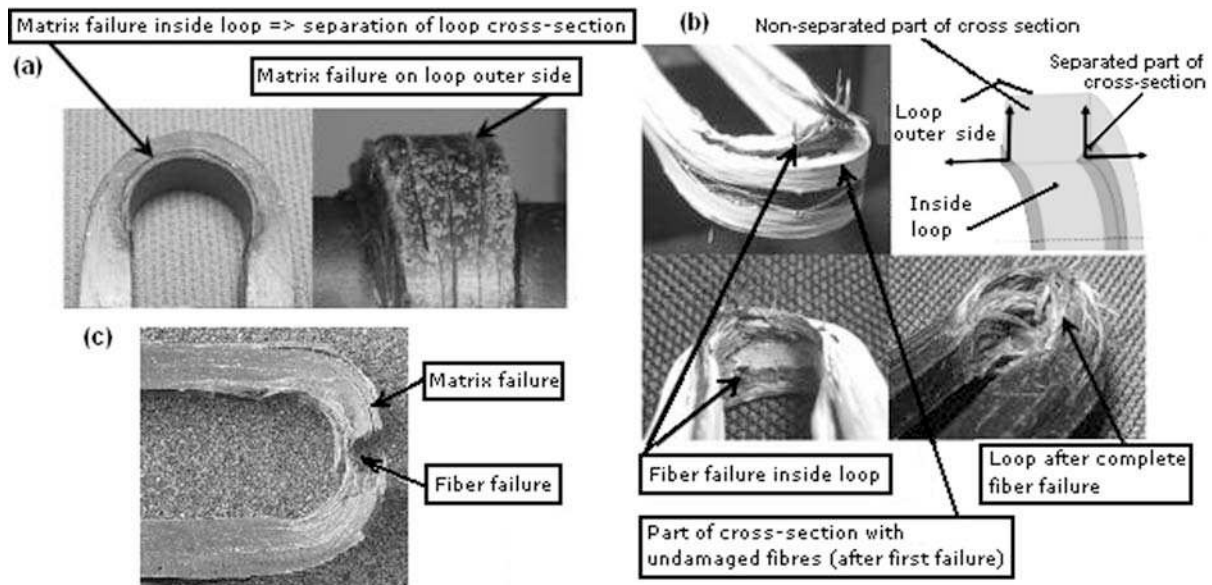 Matrix failure inside loop => separation of loop cross-section
(a)
Matrix failure on loop outer side
(b)
Non-separated part of cross section
Separated part of
cross-section
Loop
outer side
Inside
loop
(c)
Matrix failure
Fiber failure
Fiber failure inside loop
Loop after complete
fiber failure
Part of cross-section with
undamaged fibres (after first failure)